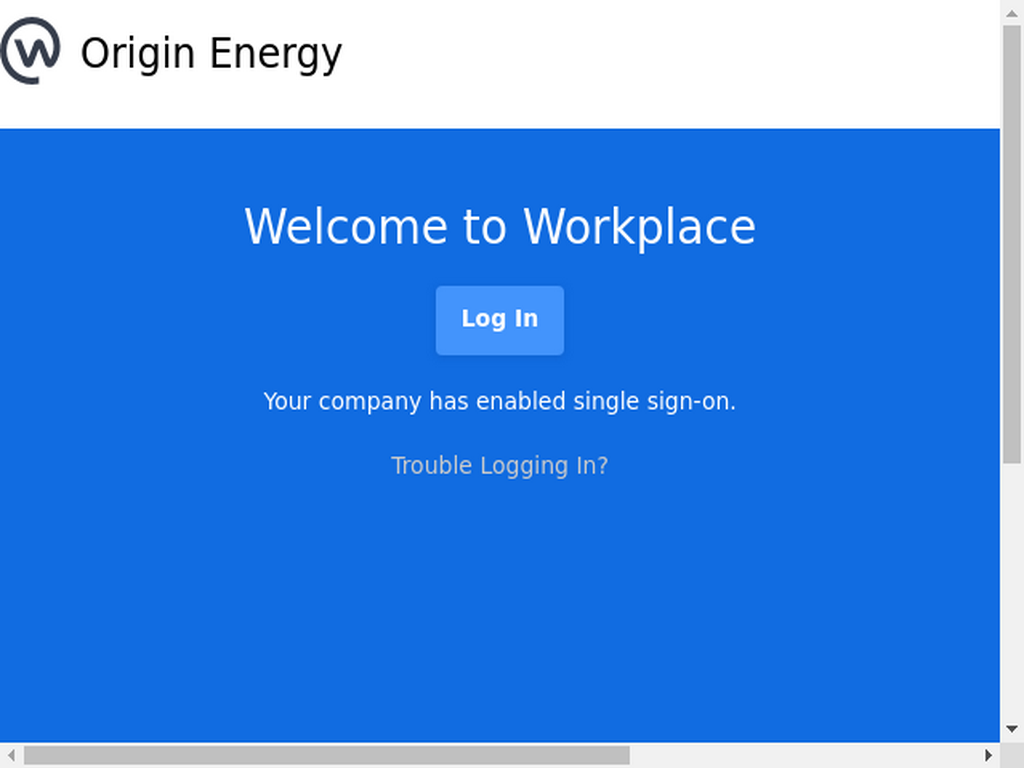 Origin Energy
Welcome to Workplace
Log In
Your company has enabled single sign-on.
Trouble Logging In?